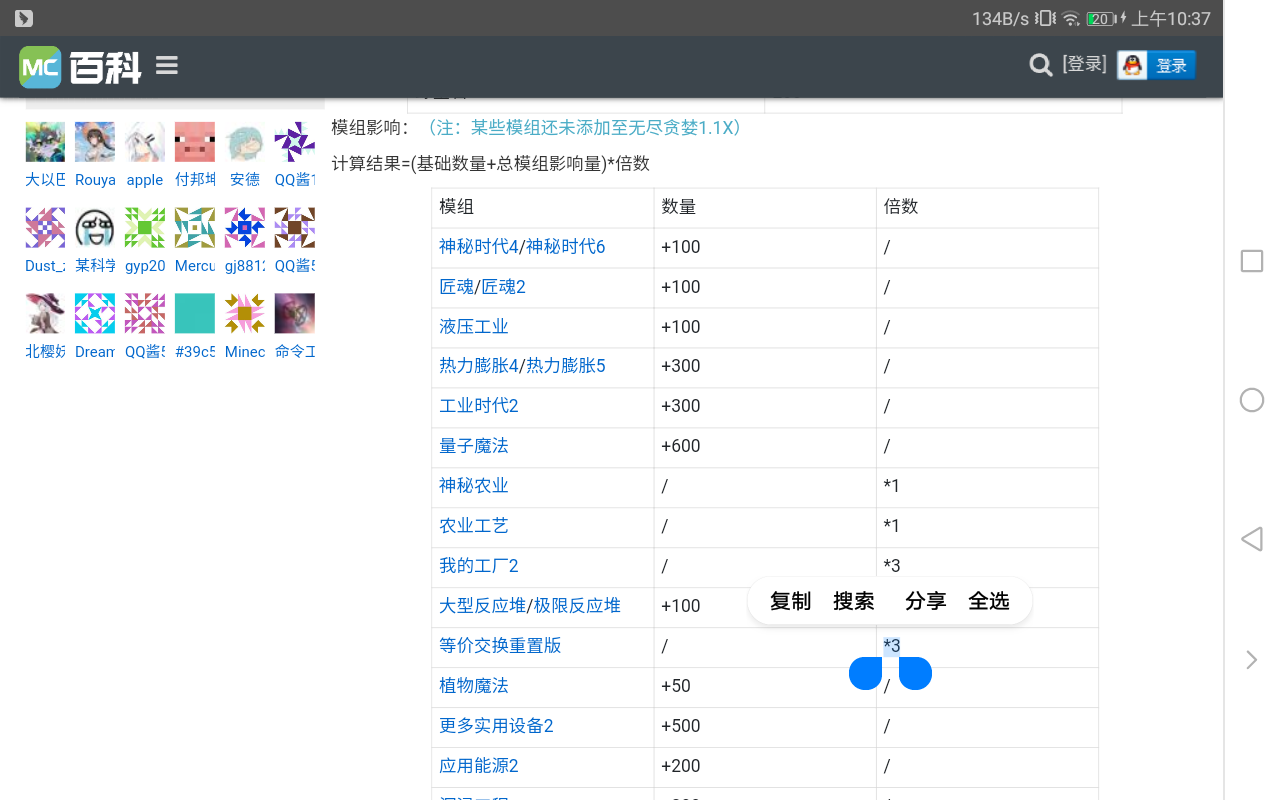 134B/s 20 上午10:37
MC 百科 [登录] 登录
大以巴 Rouya apple 付邦坤 安德 QQ酱1
Dust_z 某科学 gyp20 Mercu gj8812 QQ酱5
北樱妖 Dream QQ酱5 #39c5 Minec 命令工
模组影响：（注：某些模组还未添加至无尽贪婪1.1X）
计算结果=(基础数量+总模组影响量)*倍数
模组 数量 倍数
神秘时代4/神秘时代6 +100 /
匠魂/匠魂2 +100 /
液压工业 +100 /
热力膨胀4/热力膨胀5 +300 /
工业时代2 +300 /
量子魔法 +600 /
神秘农业 / *1
农业工艺 / *1
我的工厂2 / *3
大型反应堆/极限反应堆 +100
复制 搜索 分享 全选
等价交换重置版 / *3
植物魔法 +50 /
更多实用设备2 +500 /
应用能源2 +200 /